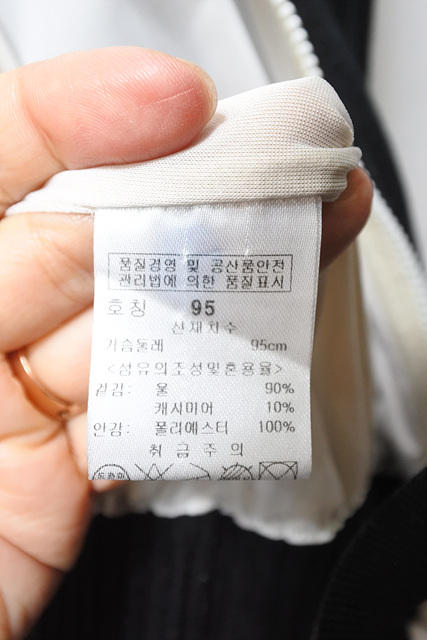 품질경영 및 공산품안전
관리법에 의한 품질표시
호칭 95
신체치수
가슴둘레 95cm
<섬유의조성및혼용율>
겉감: 울 90%
캐시미어 10%
안감: 폴리에스터 100%
취급주의